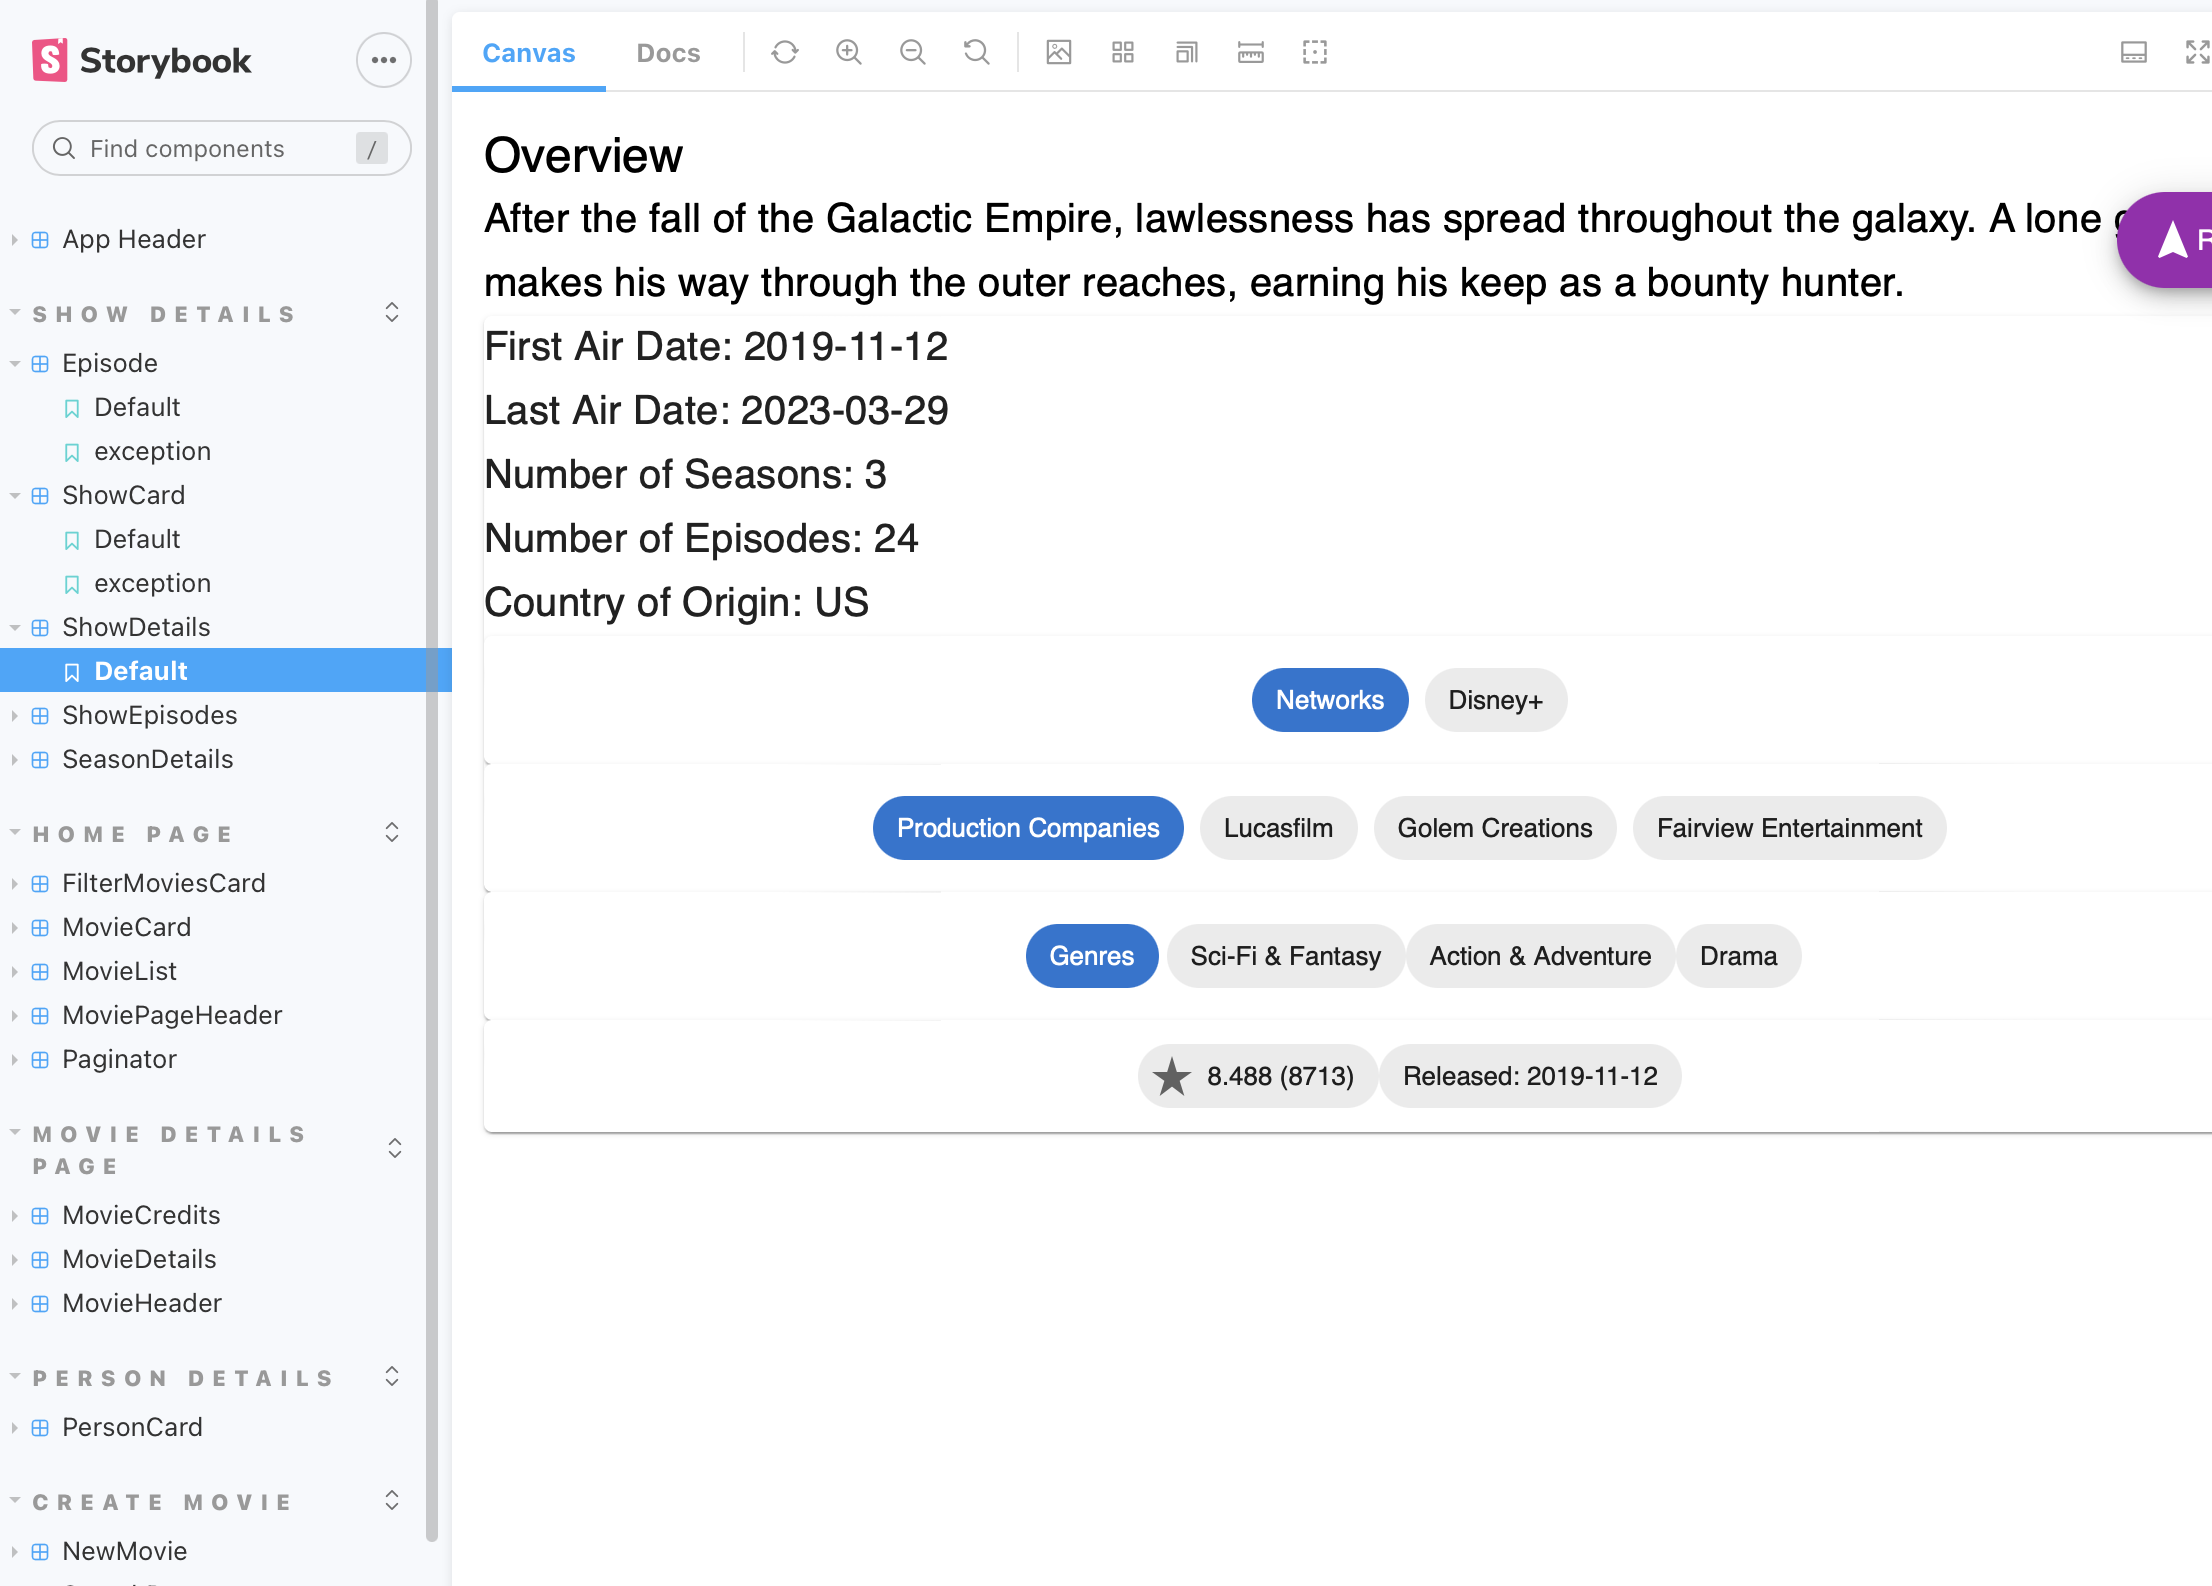 Storybook
Find components
/
App Header
SHOW DETAILS
Episode
Default
exception
ShowCard
Default
exception
ShowDetails
Default
ShowEpisodes
SeasonDetails
HOME PAGE
FilterMoviesCard
MovieCard
MovieList
MoviePageHeader
Paginator
MOVIE DETAILS
PAGE
MovieCredits
MovieDetails
MovieHeader
PERSON DETAILS
PersonCard
CREATE MOVIE
NewMovie
Canvas Docs
Overview
After the fall of the Galactic Empire, lawlessness has spread throughout the galaxy. A lone
makes his way through the outer reaches, earning his keep as a bounty hunter.
First Air Date: 2019-11-12
Last Air Date: 2023-03-29
Number of Seasons: 3
Number of Episodes: 24
Country of Origin: US
Networks Disney+
Production Companies Lucasfilm Golem Creations Fairview Entertainment
Genres Sci-Fi & Fantasy Action & Adventure Drama
8.488 (8713) Released: 2019-11-12